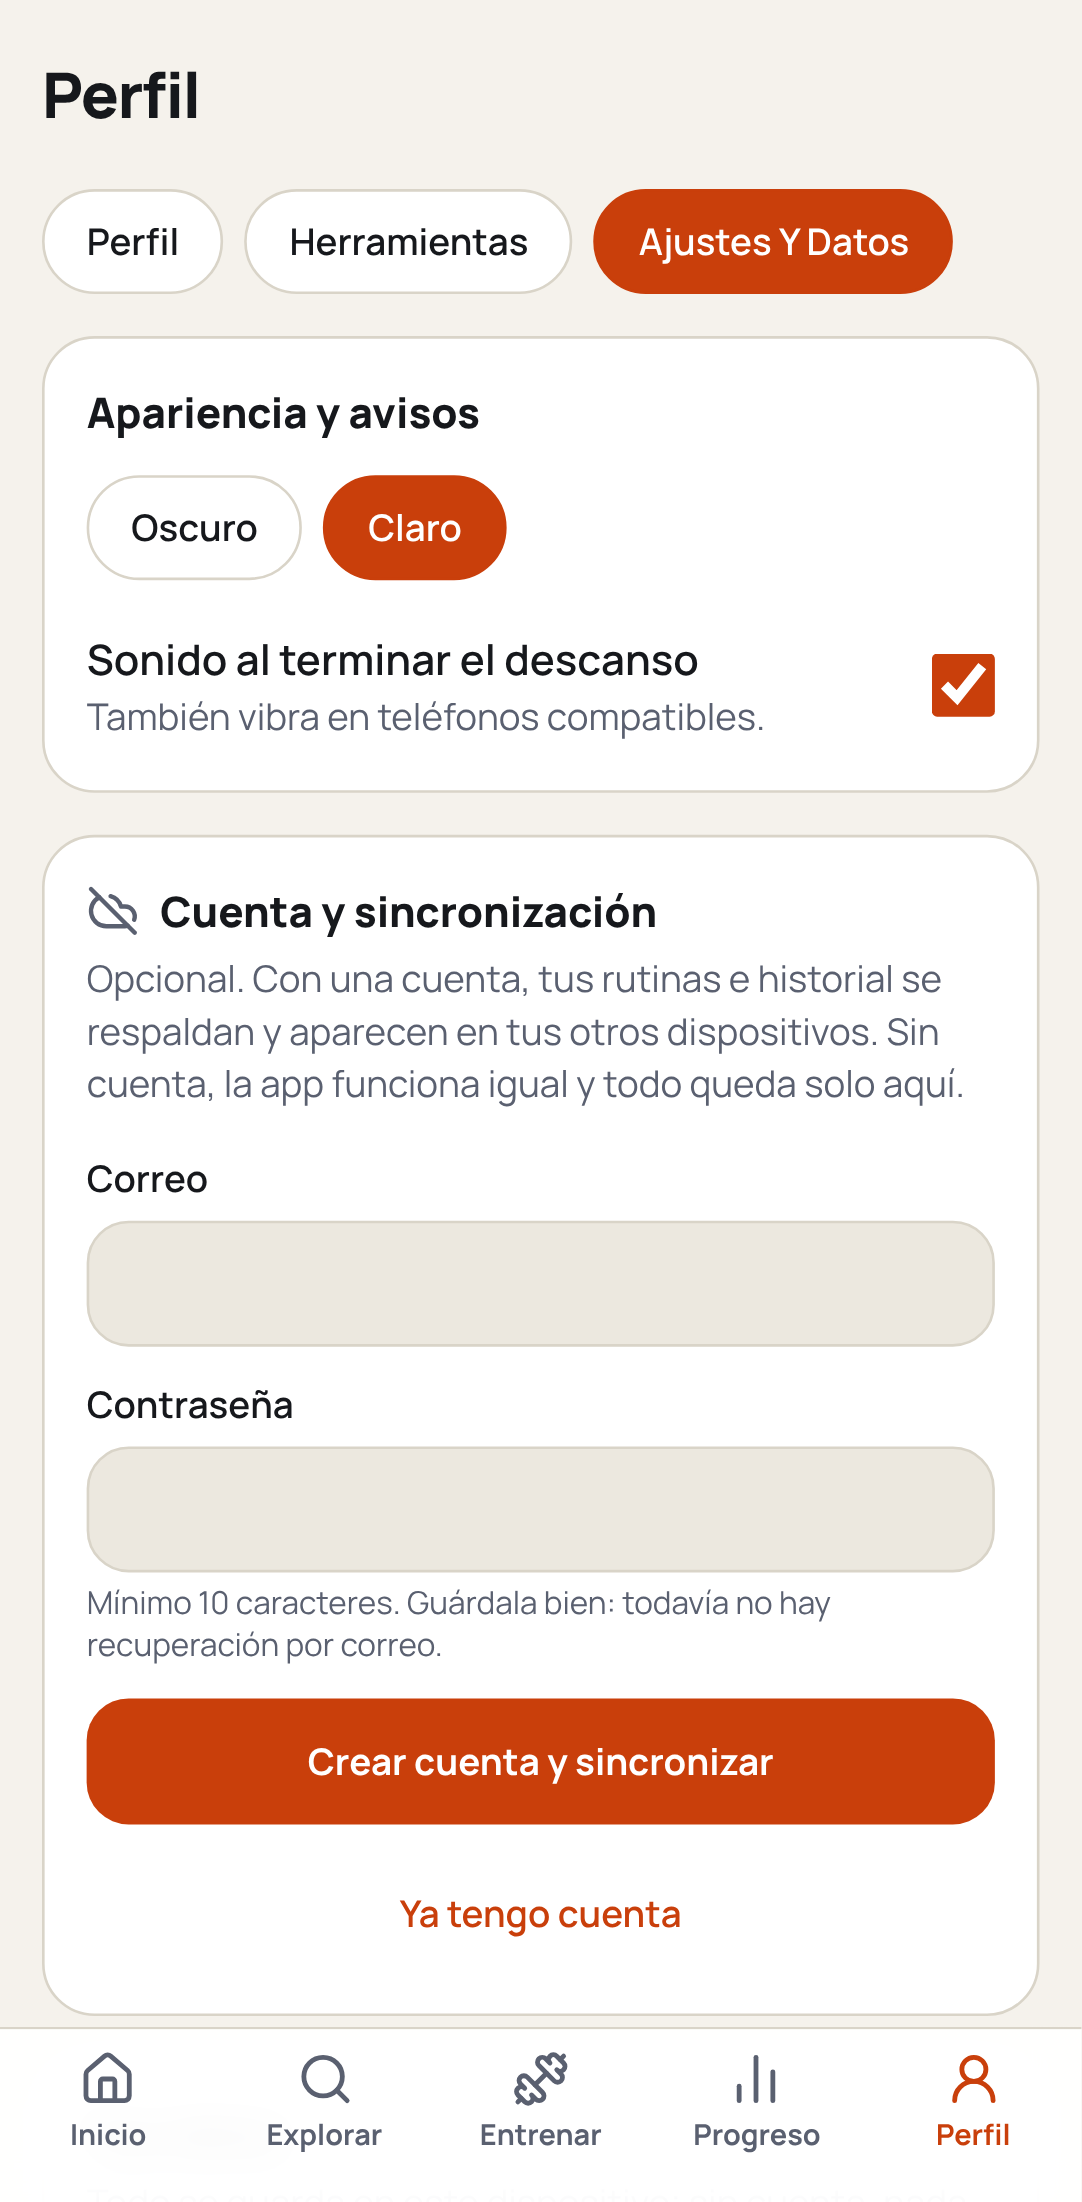 Perfil
Perfil
Herramientas
Ajustes Y Datos
Apariencia y avisos
Oscuro
Claro
Sonido al terminar el descanso
También vibra en teléfonos compatibles.
Cuenta y sincronización
Opcional. Con una cuenta, tus rutinas e historial se
respaldan y aparecen en tus otros dispositivos. Sin
cuenta, la app funciona igual y todo queda solo aquí.
Correo
Contraseña
Mínimo 10 caracteres. Guárdala bien: todavía no hay
recuperación por correo.
Crear cuenta y sincronizar
Ya tengo cuenta
Inicio
Explorar
Entrenar
Progreso
Perfil